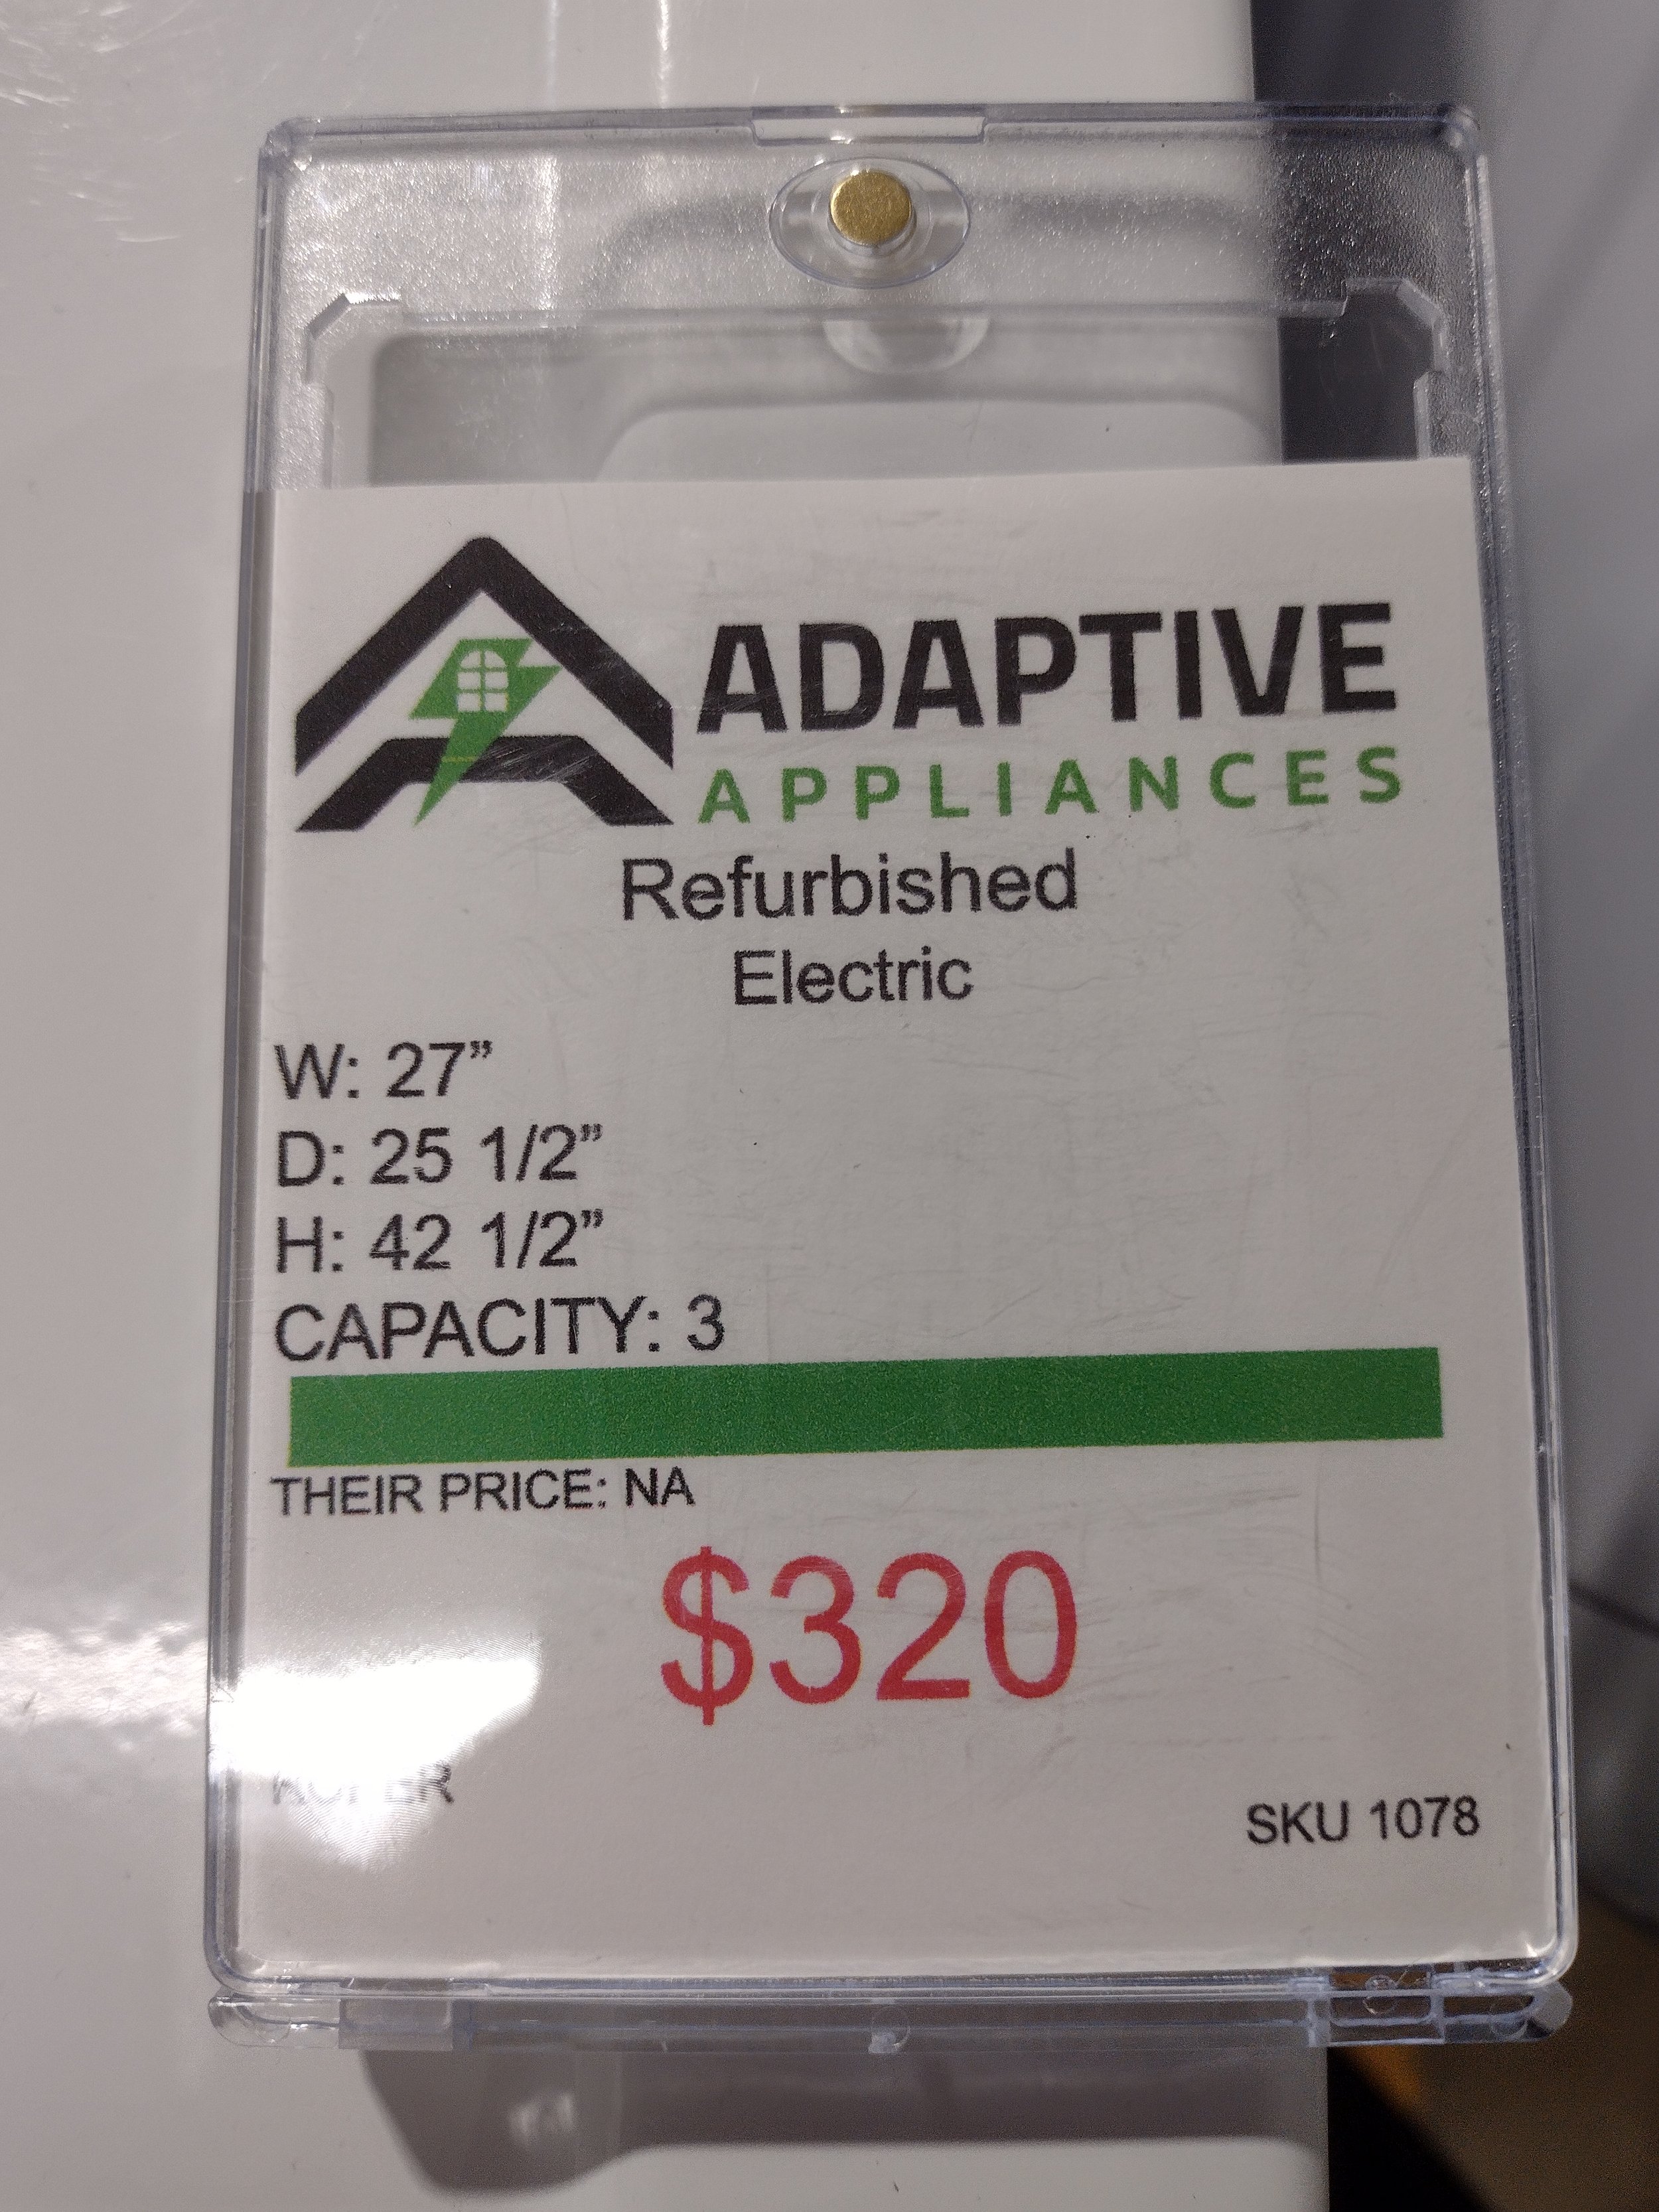 ADAPTIVE
APPLIANCES
Refurbished
Electric
W: 27”
D: 25 1/2”
H: 42 1/2”
CAPACITY: 3
THEIR PRICE: NA
$320
SKU 1078